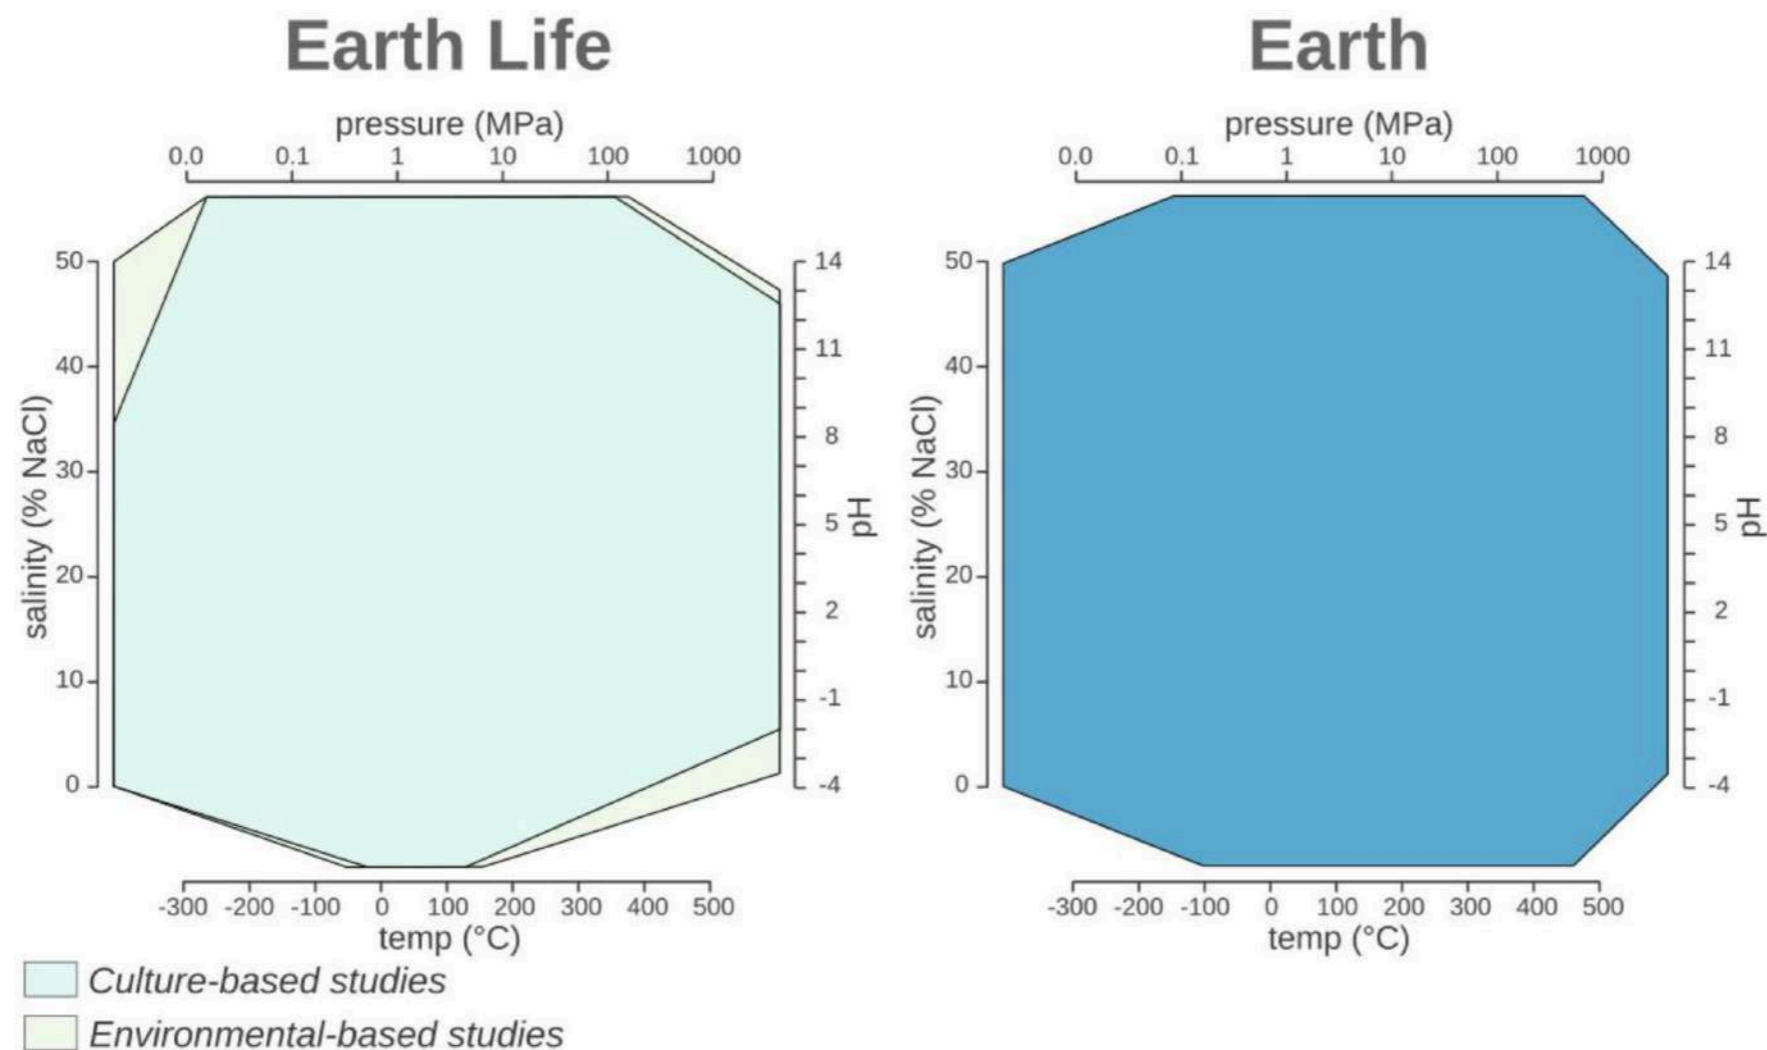 Earth Life
pressure (MPa)
0.0 0.1 1 10 100 1000
salinity (% NaCl)
50
40
30
20
10
0
14
11
8
5
2
-1
-4
pH
-300 -200 -100 0 100 200 300 400 500
temp (°C)
Culture-based studies
Environmental-based studies
Earth
pressure (MPa)
0.0 0.1 1 10 100 1000
salinity (% NaCl)
50
40
30
20
10
0
14
11
8
5
2
-1
-4
pH
-300 -200 -100 0 100 200 300 400 500
temp (°C)